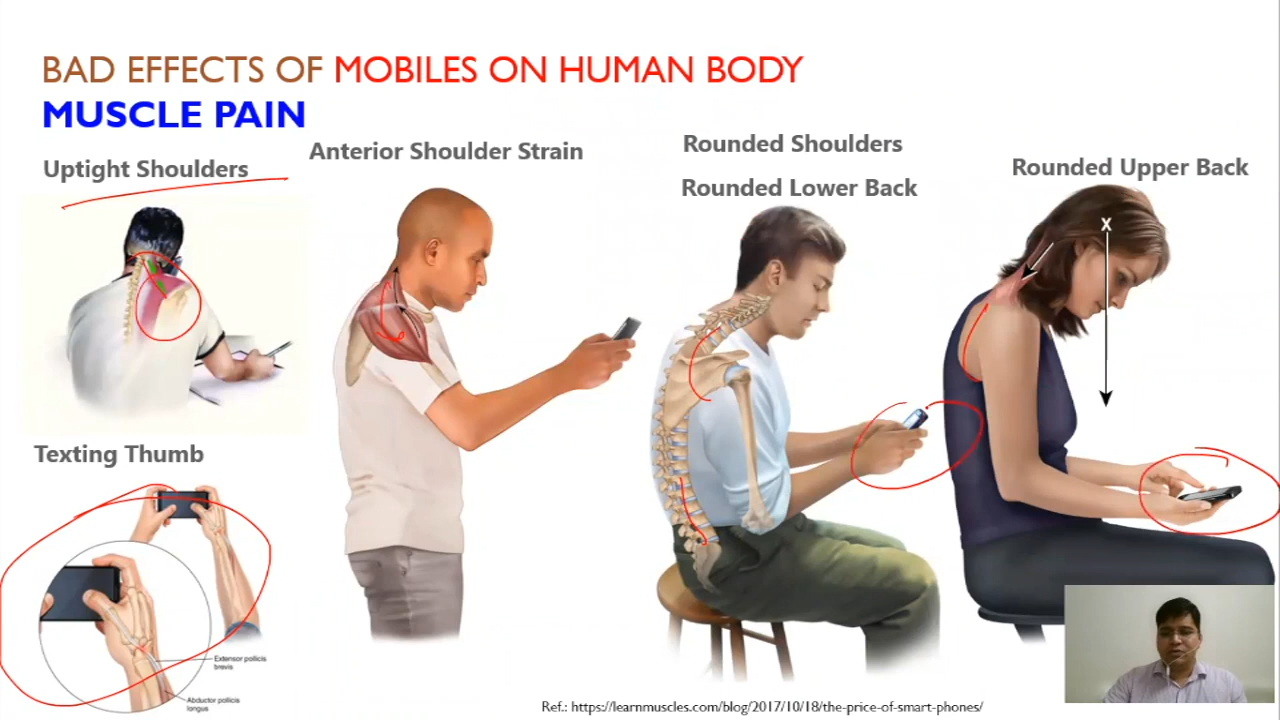 BAD EFFECTS OF MOBILES ON HUMAN BODY
MUSCLE PAIN
Uptight Shoulders
Anterior Shoulder Strain
Rounded Shoulders
Rounded Lower Back
Rounded Upper Back
X
Texting Thumb
Extensor pollicis
brevis
Abductor pollicis
longus
Ref.: https://learnmuscles.com/blog/2017/10/18/the-price-of-smart-phones/